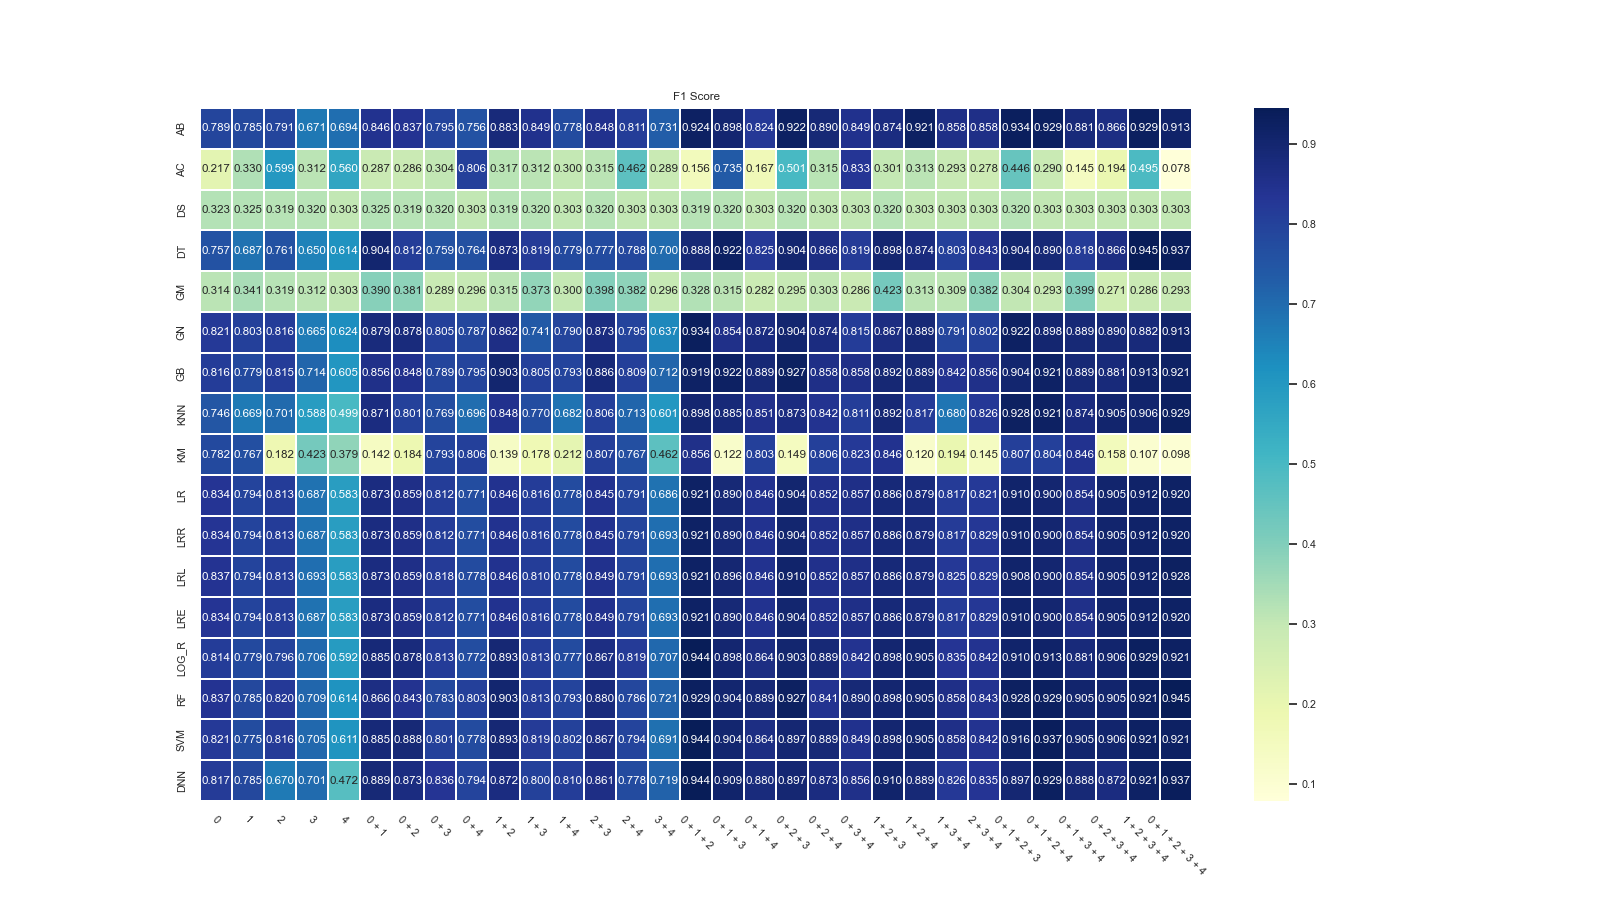 F1 Score
AB 0.789 0.785 0.791 0.671 0.694 0.846 0.837 0.795 0.756 0.883 0.849 0.778 0.848 0.811 0.731 0.924 0.898 0.824 0.922 0.890 0.849 0.874 0.921 0.858 0.858 0.934 0.929 0.881 0.866 0.929 0.913
AC 0.217 0.330 0.599 0.312 0.560 0.287 0.286 0.304 0.806 0.317 0.312 0.300 0.315 0.462 0.289 0.156 0.735 0.167 0.501 0.315 0.833 0.301 0.313 0.293 0.278 0.446 0.290 0.145 0.194 0.495 0.078
DS 0.323 0.325 0.319 0.320 0.303 0.325 0.319 0.320 0.303 0.319 0.320 0.303 0.320 0.303 0.303 0.319 0.320 0.303 0.320 0.303 0.303 0.320 0.303 0.303 0.303 0.320 0.303 0.303 0.303 0.303 0.303
DT 0.757 0.687 0.761 0.650 0.614 0.904 0.812 0.759 0.764 0.873 0.819 0.779 0.777 0.788 0.700 0.888 0.922 0.825 0.904 0.866 0.819 0.898 0.874 0.803 0.843 0.904 0.890 0.818 0.866 0.945 0.937
GM 0.314 0.341 0.319 0.312 0.303 0.390 0.381 0.289 0.296 0.315 0.373 0.300 0.398 0.382 0.296 0.328 0.315 0.282 0.295 0.303 0.286 0.423 0.313 0.309 0.382 0.304 0.293 0.399 0.271 0.286 0.293
GN 0.821 0.803 0.816 0.665 0.624 0.879 0.878 0.805 0.787 0.862 0.741 0.790 0.873 0.795 0.637 0.934 0.854 0.872 0.904 0.874 0.815 0.867 0.889 0.791 0.802 0.922 0.898 0.889 0.890 0.882 0.913
GB 0.816 0.779 0.815 0.714 0.605 0.856 0.848 0.789 0.795 0.903 0.805 0.793 0.886 0.809 0.712 0.919 0.922 0.889 0.927 0.858 0.858 0.892 0.889 0.842 0.856 0.904 0.921 0.889 0.881 0.913 0.921
KNN 0.746 0.669 0.701 0.588 0.499 0.871 0.801 0.769 0.696 0.848 0.770 0.682 0.806 0.713 0.601 0.898 0.885 0.851 0.873 0.842 0.811 0.892 0.817 0.680 0.826 0.928 0.921 0.874 0.905 0.906 0.929
KM 0.782 0.767 0.182 0.423 0.379 0.142 0.184 0.793 0.806 0.139 0.178 0.212 0.807 0.767 0.462 0.856 0.122 0.803 0.149 0.806 0.823 0.846 0.120 0.194 0.145 0.807 0.804 0.846 0.158 0.107 0.098
LR 0.834 0.794 0.813 0.687 0.583 0.873 0.859 0.812 0.771 0.846 0.816 0.778 0.845 0.791 0.686 0.921 0.890 0.846 0.904 0.852 0.857 0.886 0.879 0.817 0.821 0.910 0.900 0.854 0.905 0.912 0.920
LRR 0.834 0.794 0.813 0.687 0.583 0.873 0.859 0.812 0.771 0.846 0.816 0.778 0.845 0.791 0.693 0.921 0.890 0.846 0.904 0.852 0.857 0.886 0.879 0.817 0.829 0.910 0.900 0.854 0.905 0.912 0.920
LRL 0.837 0.794 0.813 0.693 0.583 0.873 0.859 0.818 0.778 0.846 0.810 0.778 0.849 0.791 0.693 0.921 0.896 0.846 0.910 0.852 0.857 0.886 0.879 0.825 0.829 0.908 0.900 0.854 0.905 0.912 0.928
LRE 0.834 0.794 0.813 0.687 0.583 0.873 0.859 0.812 0.771 0.846 0.816 0.778 0.849 0.791 0.693 0.921 0.890 0.846 0.904 0.852 0.857 0.886 0.879 0.817 0.829 0.910 0.900 0.854 0.905 0.912 0.920
LOG_R 0.814 0.779 0.796 0.706 0.592 0.885 0.878 0.813 0.772 0.893 0.813 0.777 0.867 0.819 0.707 0.944 0.898 0.864 0.903 0.889 0.842 0.898 0.905 0.835 0.842 0.910 0.913 0.881 0.906 0.929 0.921
RF 0.837 0.785 0.820 0.709 0.614 0.866 0.843 0.783 0.803 0.903 0.813 0.793 0.880 0.786 0.721 0.929 0.904 0.889 0.927 0.841 0.890 0.898 0.905 0.858 0.843 0.928 0.929 0.905 0.905 0.921 0.945
SVM 0.821 0.775 0.816 0.705 0.611 0.885 0.888 0.801 0.778 0.893 0.819 0.802 0.867 0.794 0.691 0.944 0.904 0.864 0.897 0.889 0.849 0.898 0.905 0.858 0.842 0.916 0.937 0.905 0.906 0.921 0.921
DNN 0.817 0.785 0.670 0.701 0.472 0.889 0.873 0.836 0.794 0.872 0.800 0.810 0.861 0.778 0.719 0.944 0.909 0.880 0.897 0.873 0.856 0.910 0.889 0.826 0.835 0.897 0.929 0.888 0.872 0.921 0.937
0 1 2 3 4 0 + 1 0 + 2 0 + 3 0 + 4 1 + 2 1 + 3 1 + 4 2 + 3 2 + 4 3 + 4 0 + 1 + 2 0 + 1 + 3 0 + 1 + 4 0 + 2 + 3 0 + 2 + 4 0 + 3 + 4 1 + 2 + 3 1 + 2 + 4 1 + 3 + 4 2 + 3 + 4 0 + 1 + 2 + 3 0 + 1 + 2 + 4 0 + 1 + 3 + 4 0 + 2 + 3 + 4 1 + 2 + 3 + 4 0 + 1 + 2 + 3 + 4
0.9
0.8
0.7
0.6
0.5
0.4
0.3
0.2
0.1